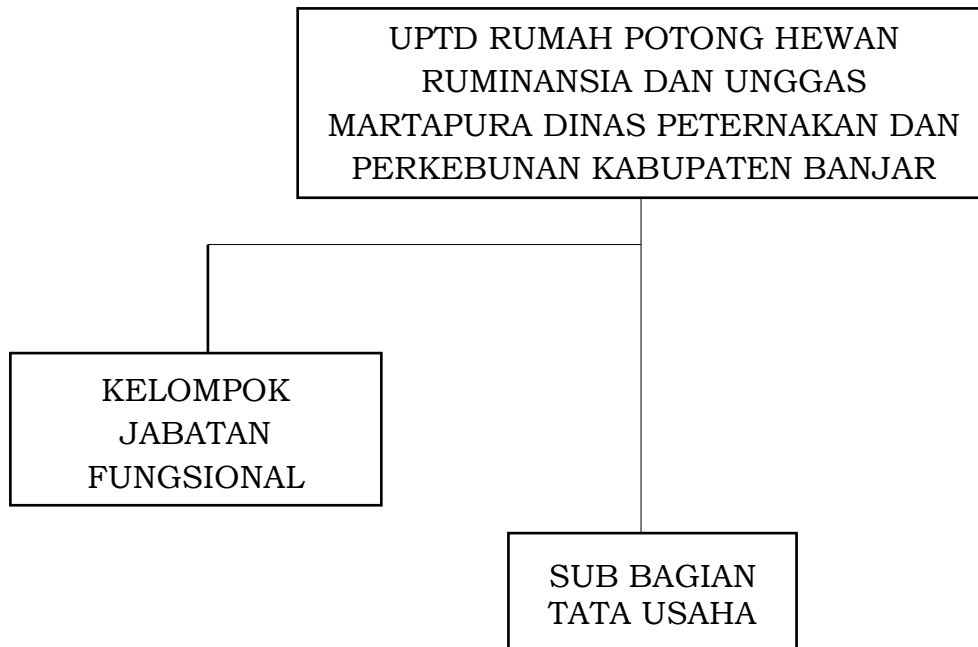 UPTD RUMAH POTONG HEWAN
RUMINANSIA DAN UNGGAS
MARTAPURA DINAS PETERNAKAN DAN
PERKEBUNAN KABUPATEN BANJAR
KELOMPOK
JABATAN
FUNGSIONAL
SUB BAGIAN
TATA USAHA